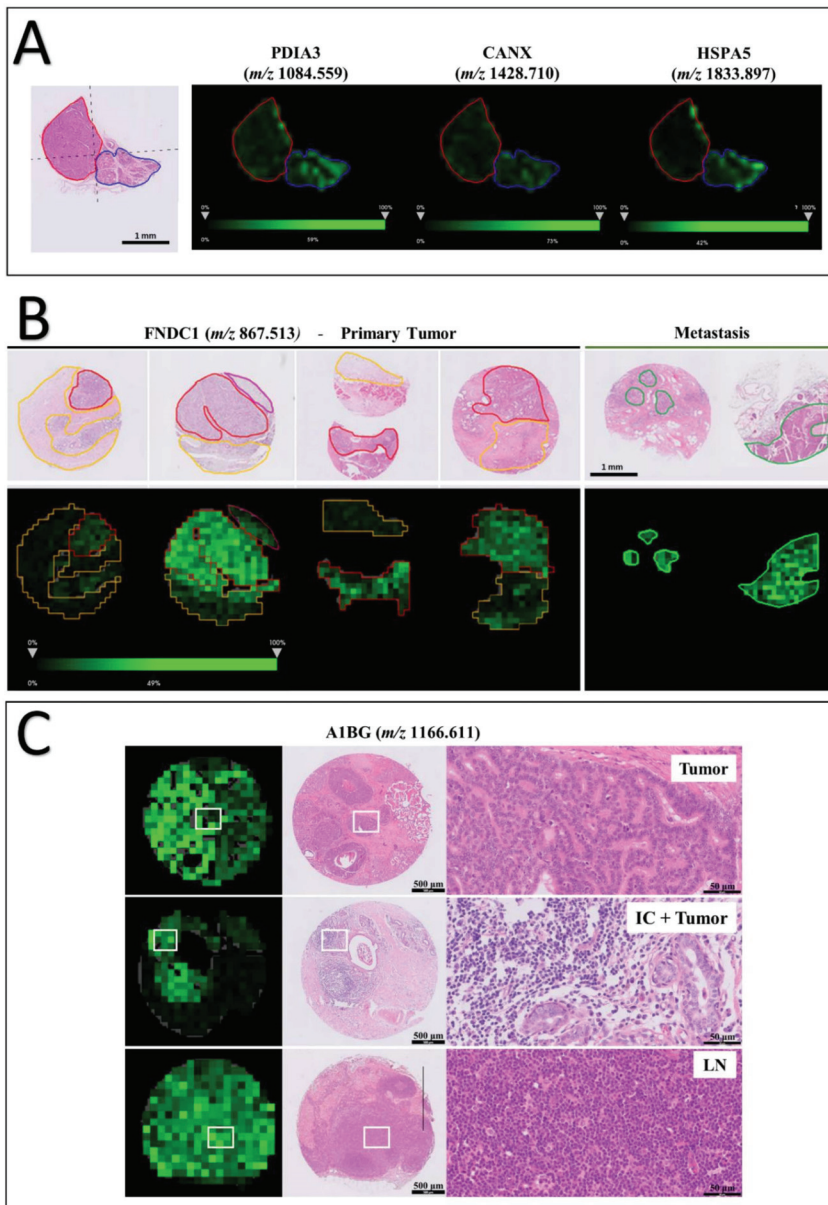 A
PDIA3 CANX HSPA5
(m/z 1084.559) (m/z 1428.710) (m/z 1833.897)
1 mm
0% 100% 0% 100% 0% 1 100%
0% 59% 0% 73% 0% 42%
B
FNDC1 (m/z 867.513) - Primary Tumor Metastasis
1 mm
0% 100%
0% 49%
C
A1BG (m/z 1166.611)
Tumor
500 µm 50 µm
IC + Tumor
500 µm 50 µm
LN
500 µm 50 µm